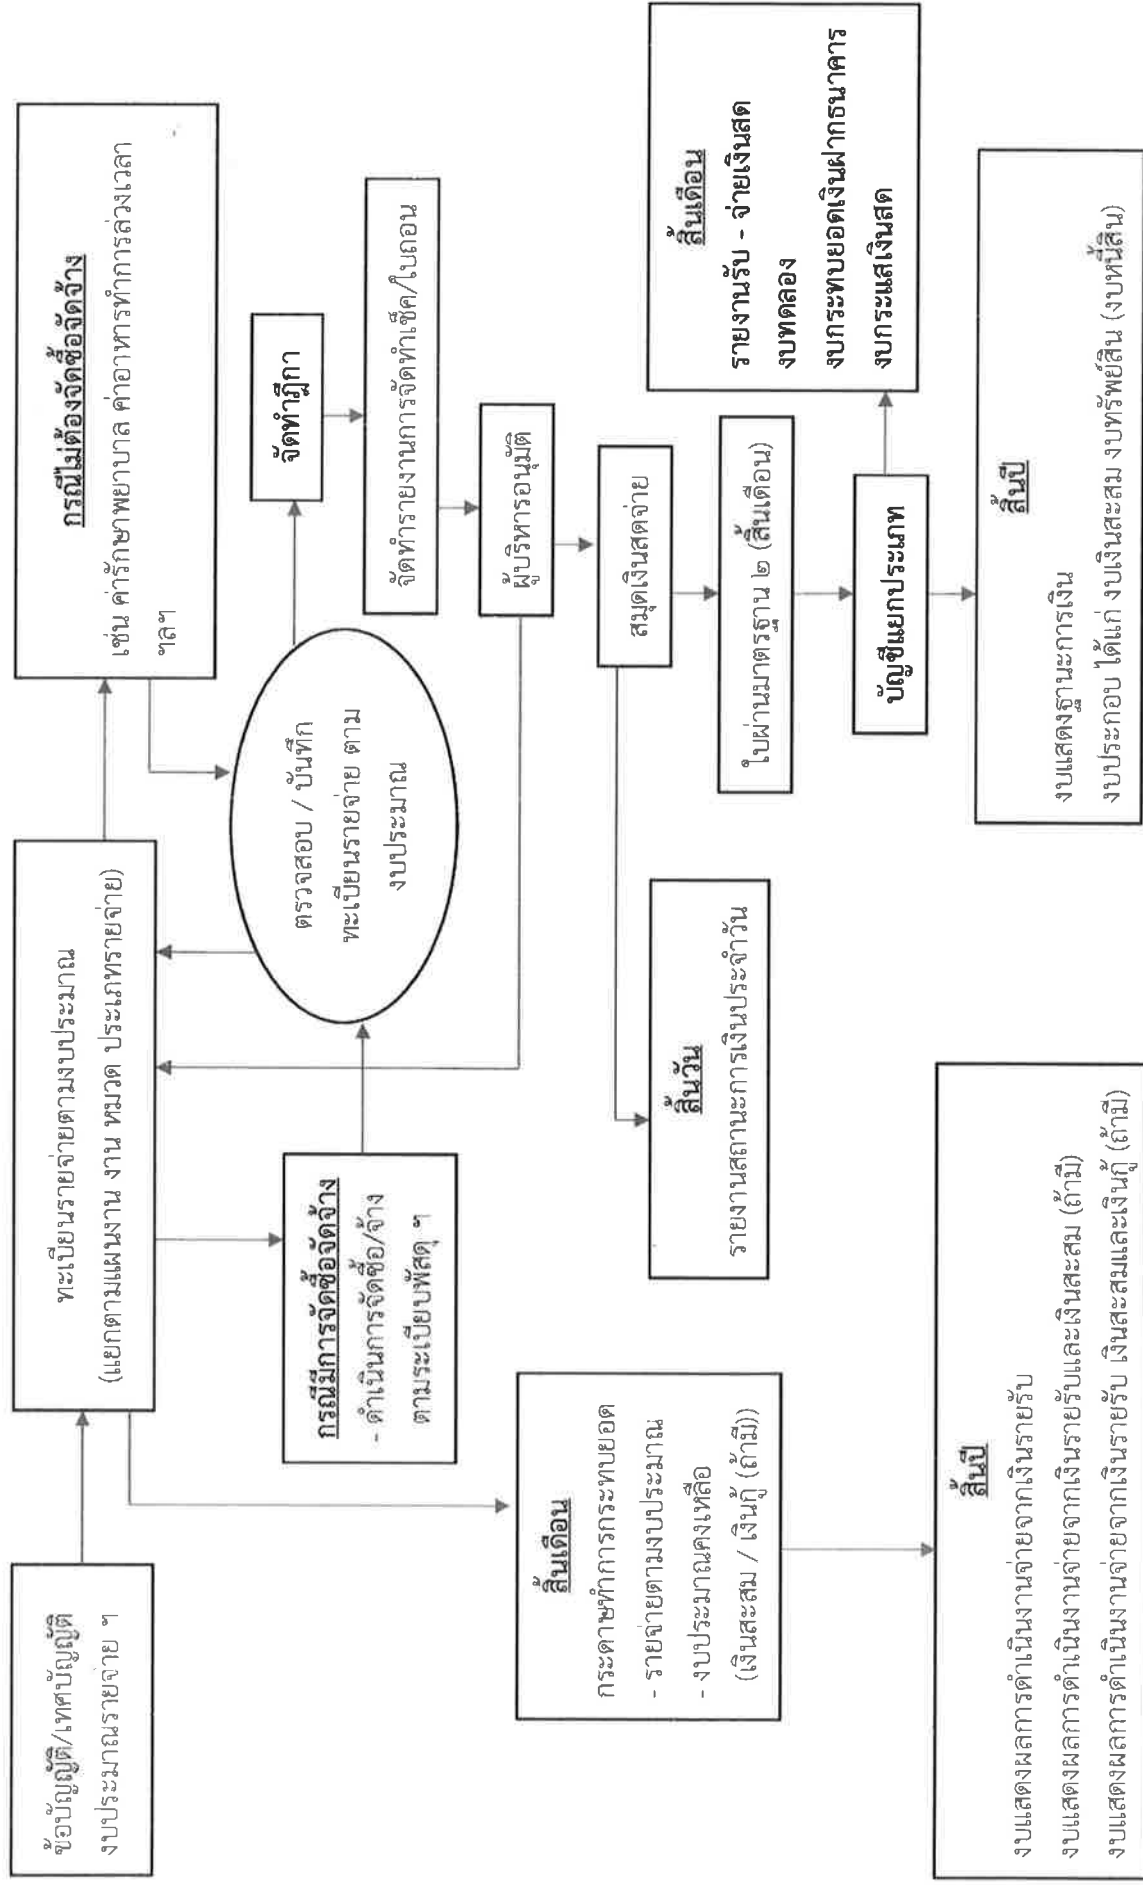 ข้อบัญญัติ/เทศบัญญัติ
งบประมาณรายจ่าย ฯ
ทะเบียนรายจ่ายตามงบประมาณ
(แยกตามแผนงาน งาน หมวด ประเภทรายจ่าย)
กรณีไม่ต้องจัดซื้อจัดจ้าง
เช่น ค่ารักษาพยาบาล ค่าอาหารทำการล่วงเวลา
ฯลฯ
กรณีมีการจัดซื้อจัดจ้าง
- ดำเนินการจัดซื้อ/จ้าง
ตามระเบียบพัสดุ ฯ
ตรวจสอบ / บันทึก
ทะเบียนรายจ่าย ตาม
งบประมาณ
จัดทำฎีกา
จัดทำรายงานการจัดทำเช็ค/ใบถอน
ผู้บริหารอนุมัติ
สมุดเงินสดจ่าย
ใบผ่านมาตรฐาน ๒ (สิ้นเดือน)
บัญชีแยกประเภท
สิ้นเดือน
รายงานรับ - จ่ายเงินสด
งบทดลอง
งบกระทบยอดเงินฝากธนาคาร
งบกระแสเงินสด
สิ้นวัน
รายงานสถานะการเงินประจำวัน
สิ้นเดือน
กระดาษทำการกระทบยอด
- รายจ่ายตามงบประมาณ
- งบประมาณคงเหลือ
(เงินสะสม / เงินกู้ (ถ้ามี))
สิ้นปี
งบแสดงผลการดำเนินงานจ่ายจากเงินรายรับ
งบแสดงผลการดำเนินงานจ่ายจากเงินรายรับและเงินสะสม (ถ้ามี)
งบแสดงผลการดำเนินงานจ่ายจากเงินรายรับ เงินสะสมและเงินกู้ (ถ้ามี)
สิ้นปี
งบแสดงฐานะการเงิน
งบประกอบ ได้แก่ งบเงินสะสม งบทรัพย์สิน (งบหนี้สิน)